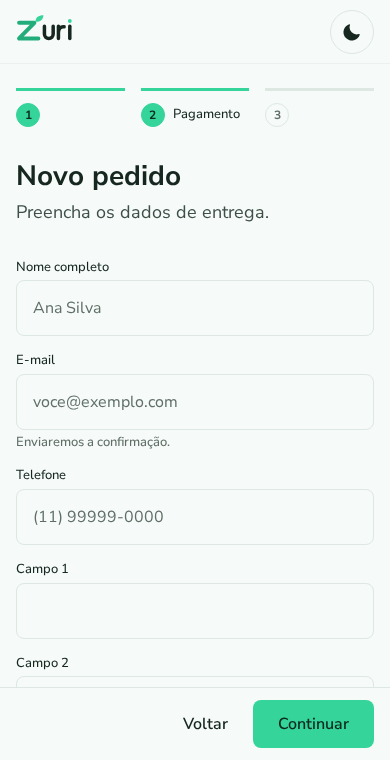 Zuri
1
2 Pagamento
3
Novo pedido
Preencha os dados de entrega.
Nome completo
Ana Silva
E-mail
voce@exemplo.com
Enviaremos a confirmação.
Telefone
(11) 99999-0000
Campo 1
Campo 2
Voltar
Continuar